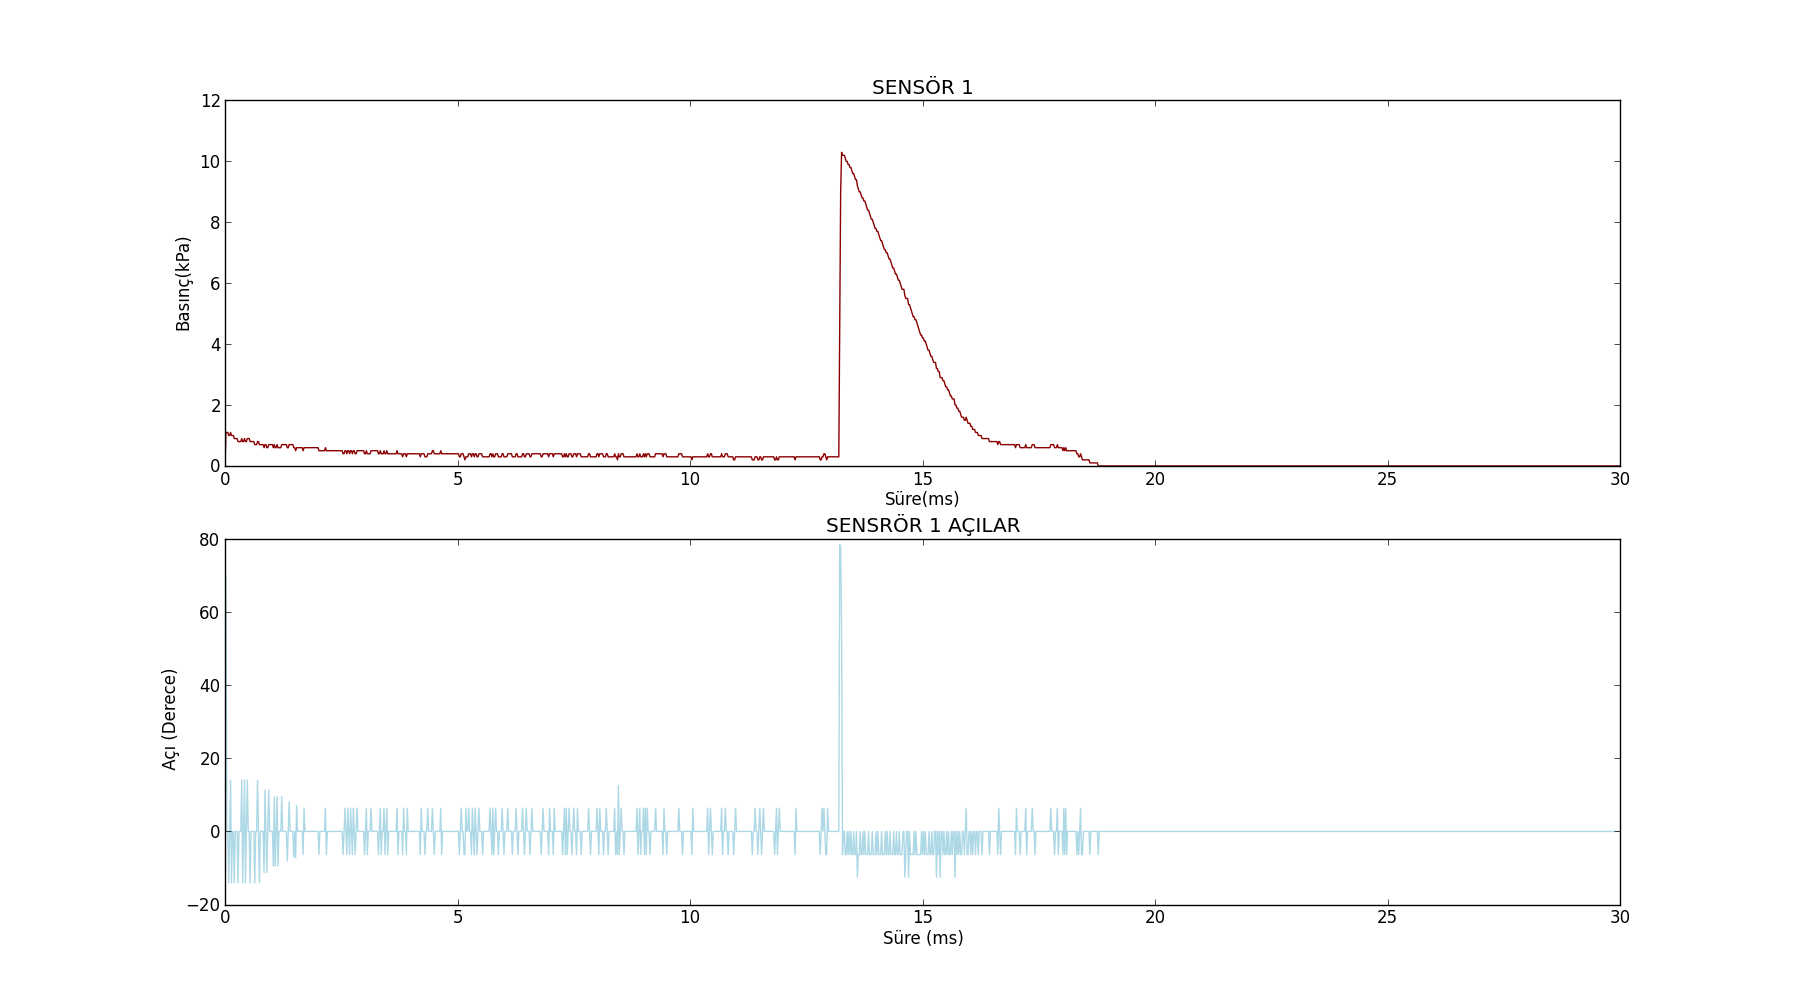 SENSÖR 1
12
10
8
6
4
2
0
Basınç(kPa)
0 5 10 15 20 25 30
Süre(ms)
SENSRÖR 1 AÇILAR
80
60
40
20
0
−20
Açı (Derece)
0 5 10 15 20 25 30
Süre (ms)